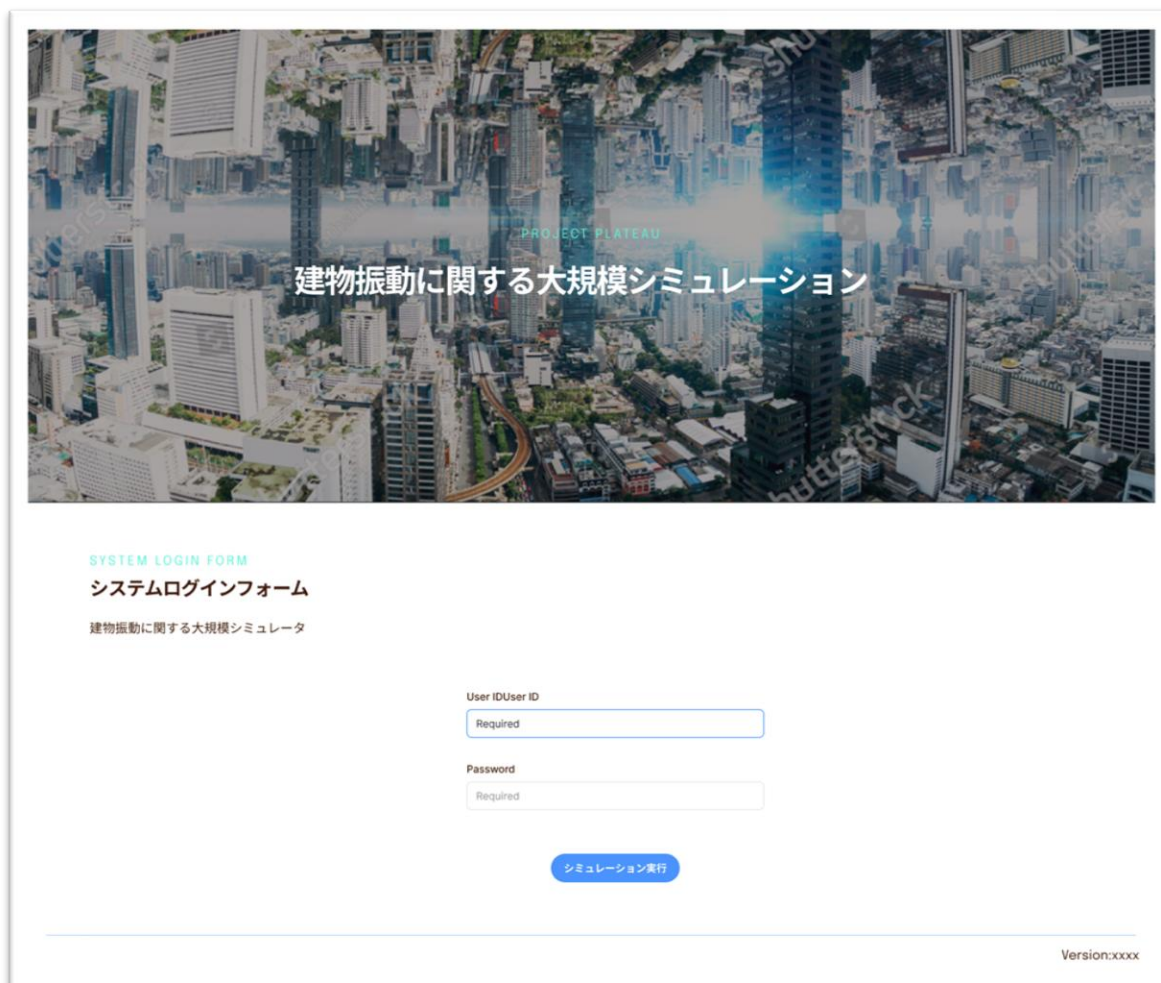 PROJECT PLATEAU
建物振動に関する大規模シミュレーション
SYSTEM LOGIN FORM
システムログインフォーム
建物振動に関する大規模シミュレータ
User IDUser ID
Required
Password
Required
シミュレーション実行
Version:xxxx